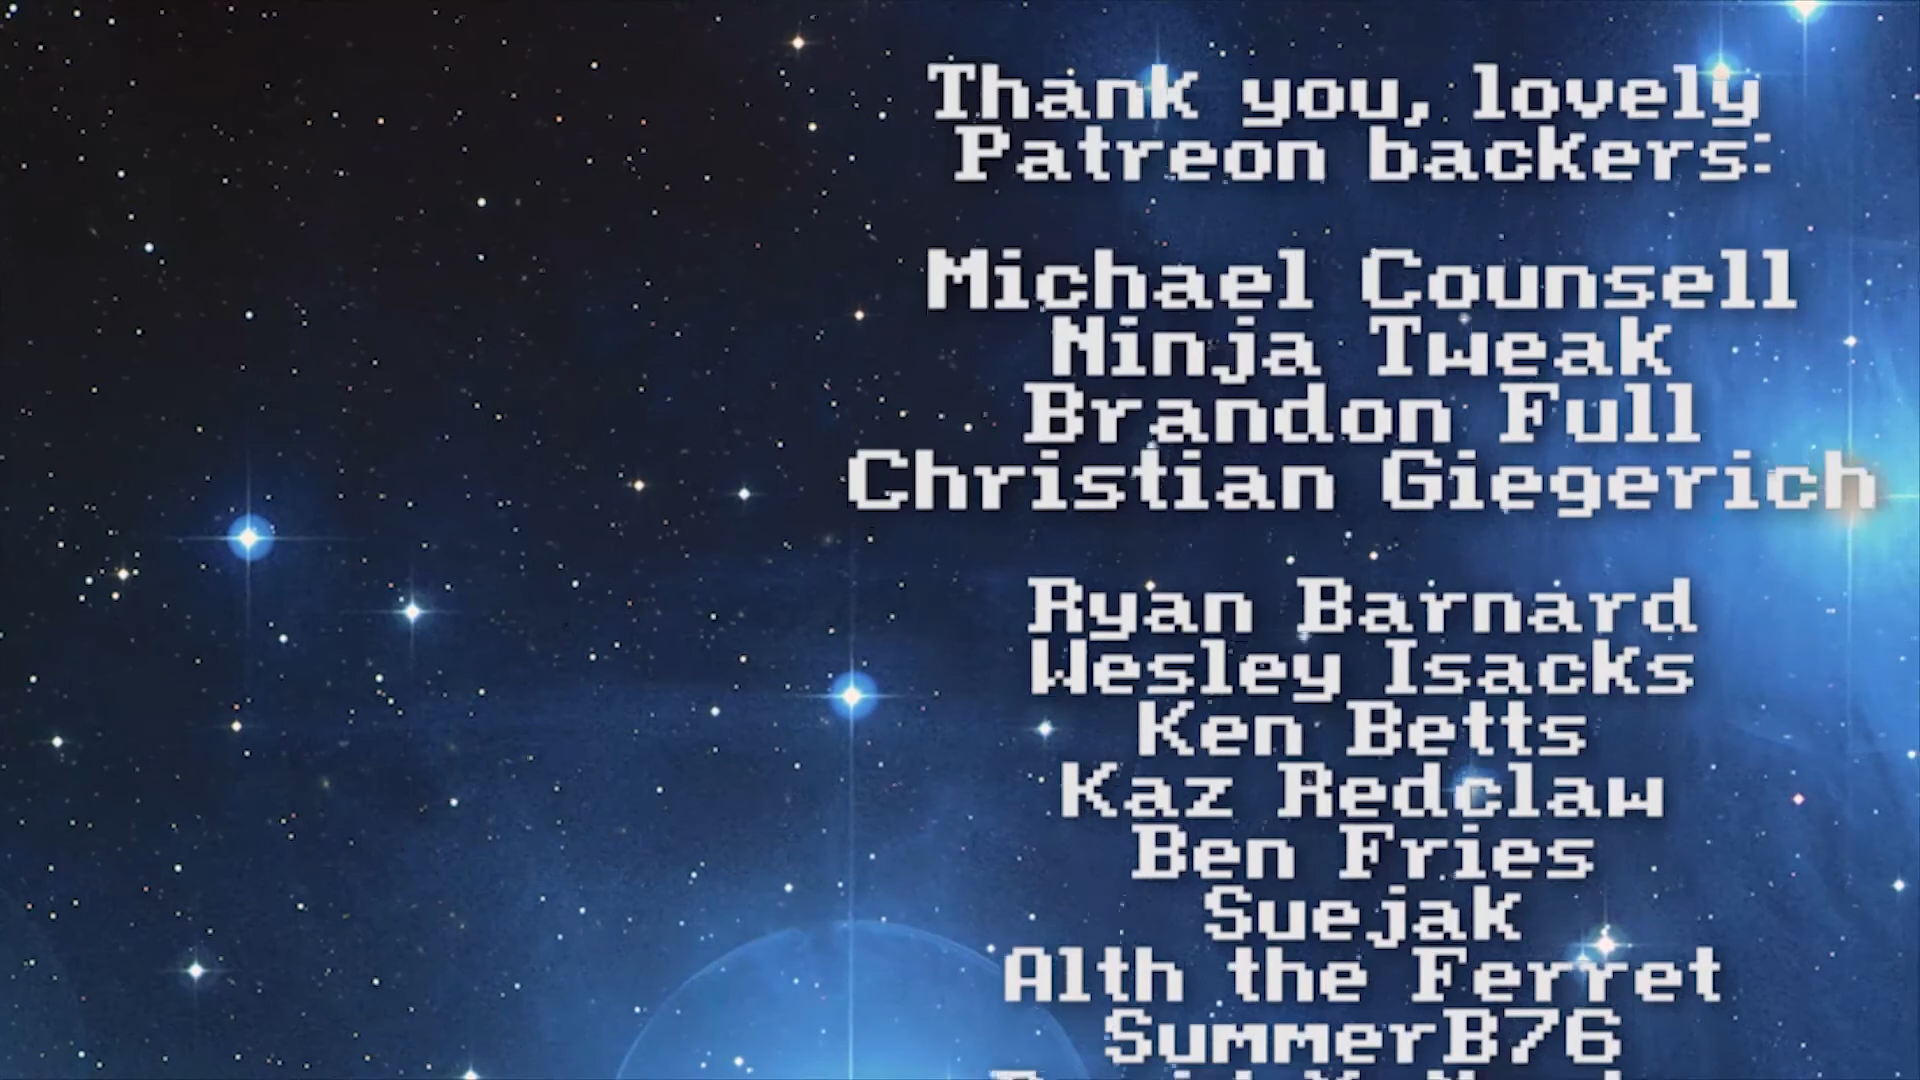 Thank you, lovely
Patreon backers:
Michael Counsell
Ninja Tweak
Brandon Full
Christian Giegerich
Ryan Barnard
Wesley Isacks
Ken Betts
Kaz Redclaw
Ben Fries
Suejak
Alth the Ferret
SummerB76